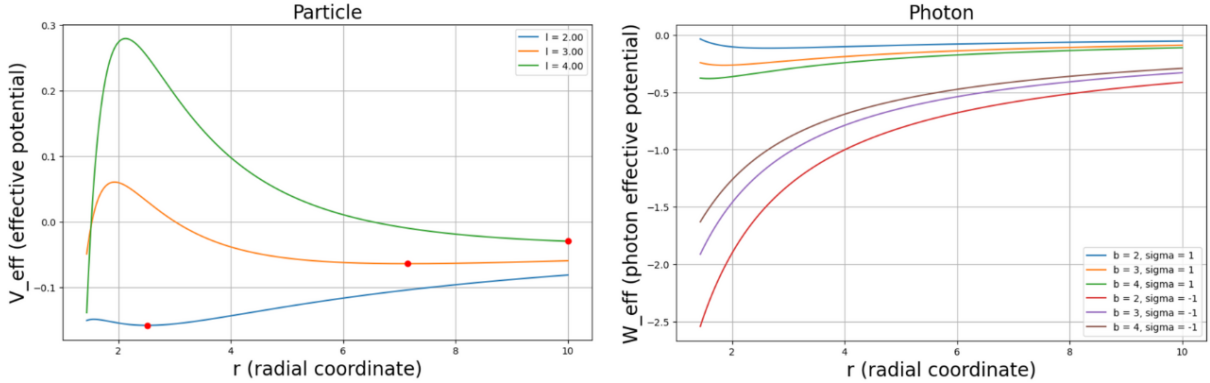 Particle
V_eff (effective potential)
0.3
0.2
0.1
0.0
−0.1
l = 2.00
l = 3.00
l = 4.00
2
4
6
8
10
r (radial coordinate)
Photon
W_eff (photon effective potential)
0.0
−0.5
−1.0
−1.5
−2.0
−2.5
b = 2, sigma = 1
b = 3, sigma = 1
b = 4, sigma = 1
b = 2, sigma = -1
b = 3, sigma = -1
b = 4, sigma = -1
2
4
6
8
10
r (radial coordinate)